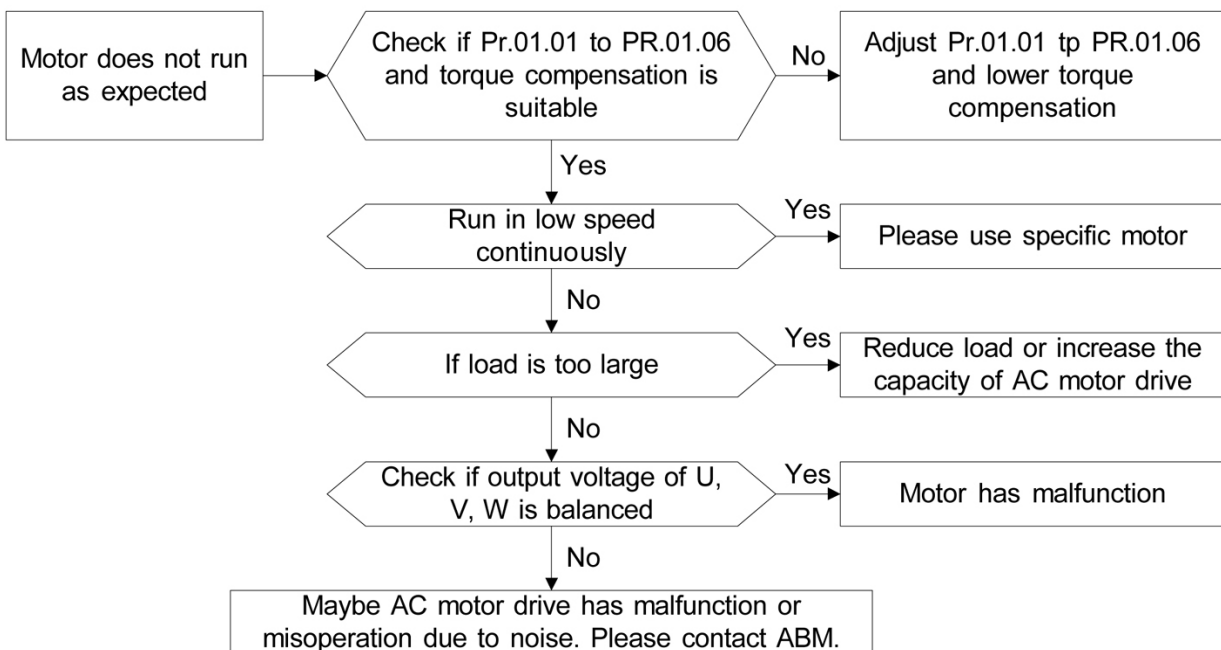 Motor does not run
as expected
Check if Pr.01.01 to PR.01.06
and torque compensation is
suitable
No
Adjust Pr.01.01 tp PR.01.06
and lower torque
compensation
Yes
Run in low speed
continuously
Yes
Please use specific motor
No
If load is too large
Yes
Reduce load or increase the
capacity of AC motor drive
No
Check if output voltage of U,
V, W is balanced
Yes
Motor has malfunction
No
Maybe AC motor drive has malfunction or
misoperation due to noise. Please contact ABM.